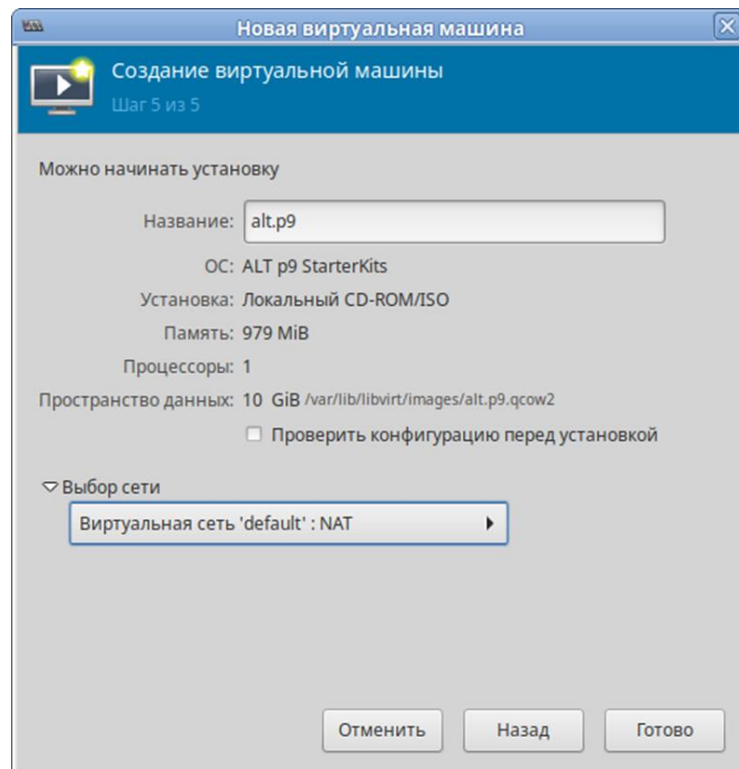 Новая виртуальная машина
Создание виртуальной машины
Шаг 5 из 5
Можно начинать установку
Название: alt.p9
ОС: ALT p9 StarterKits
Установка: Локальный CD-ROM/ISO
Память: 979 MiB
Процессоры: 1
Пространство данных: 10 GiB /var/lib/libvirt/images/alt.p9.qcow2
Проверить конфигурацию перед установкой
Выбор сети
Виртуальная сеть 'default' : NAT
Отменить Назад Готово